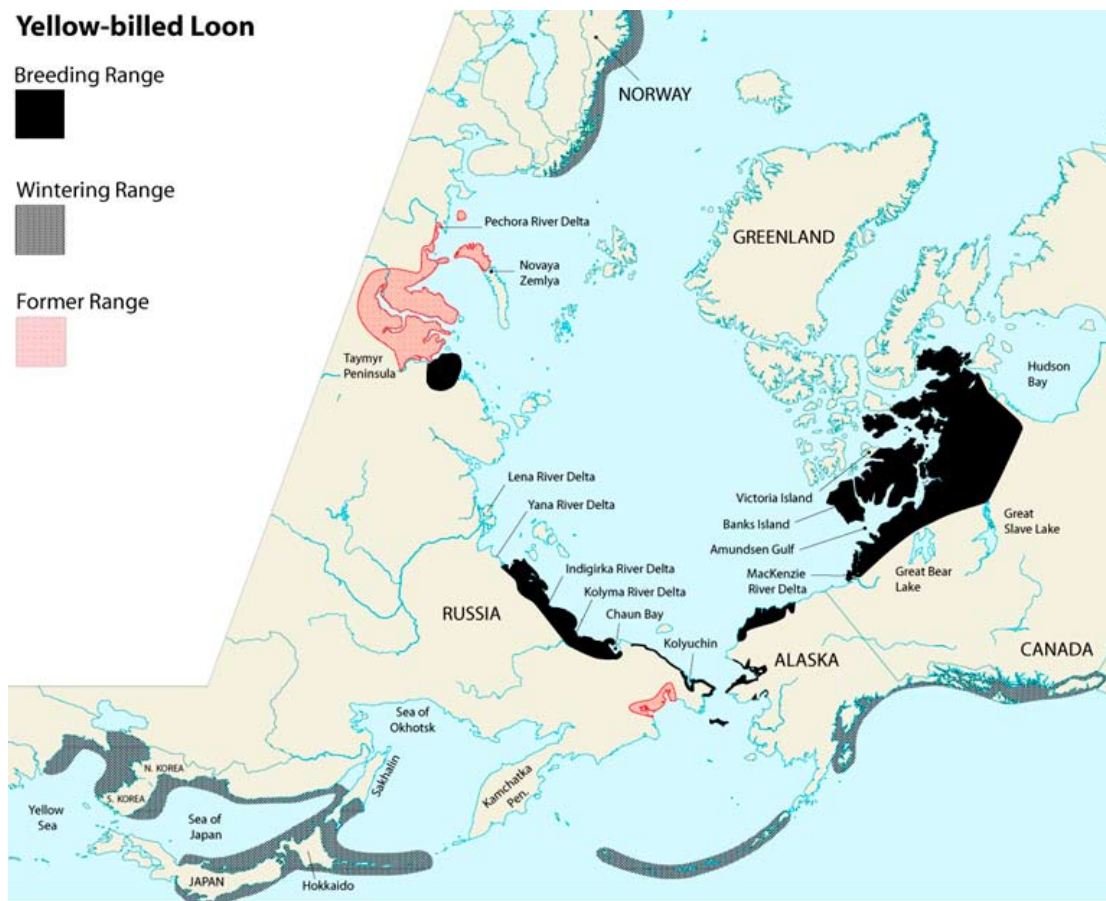 Yellow-billed Loon
Breeding Range
Wintering Range
Former Range
NORWAY
Pechora River Delta
GREENLAND
Novaya
Zemlya
Taymyr
Peninsula
Hudson
Bay
Lena River Delta
Yana River Delta
Victoria Island
Banks Island
Great
Slave Lake
Amundsen Gulf
Indigirka River Delta
MacKenzie
River Delta
Great Bear
Lake
Kolyma River Delta
RUSSIA
Chaun Bay
Kolyuchin
ALASKA
CANADA
Sea of
Okhotsk
Sakhalin
Kamchatka
Pen.
N. KOREA
S. KOREA
Yellow
Sea
Sea of
Japan
JAPAN
Hokkaido